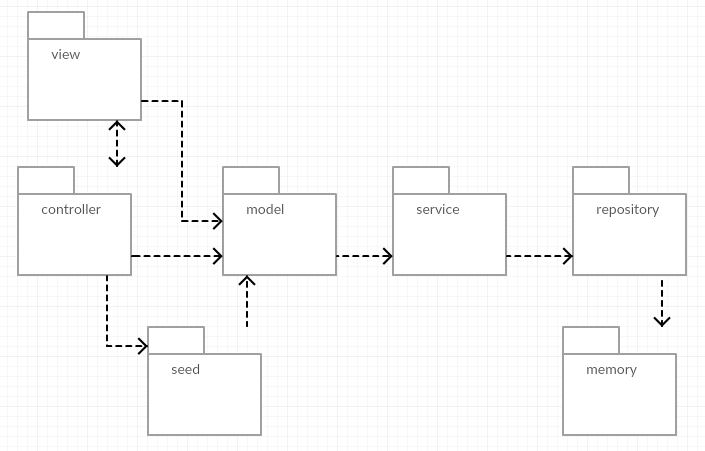 view
controller
model
service
repository
seed
memory